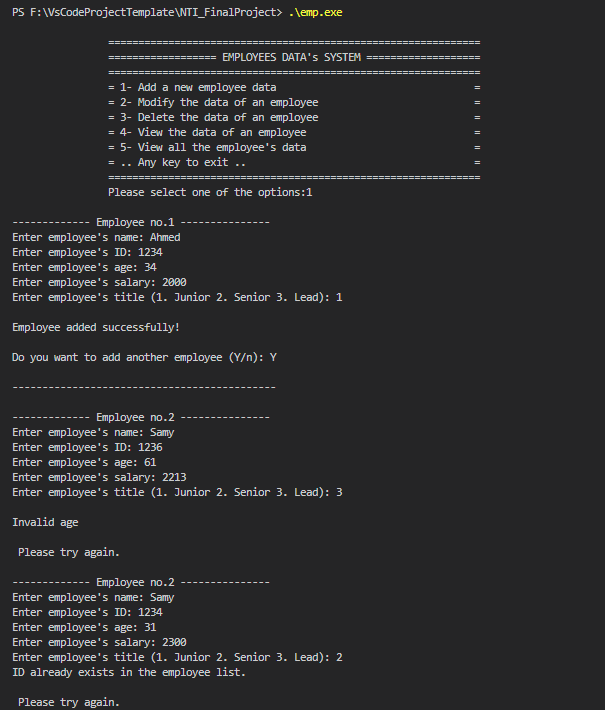 PS F:\VsCodeProjectTemplate\NTI_FinalProject> .\emp.exe
==============================================================
================== EMPLOYEES DATA's SYSTEM ===================
==============================================================
= 1- Add a new employee data =
= 2- Modify the data of an employee =
= 3- Delete the data of an employee =
= 4- View the data of an employee =
= 5- View all the employee's data =
= .. Any key to exit .. =
==============================================================
Please select one of the options:1
------------- Employee no.1 ---------------
Enter employee's name: Ahmed
Enter employee's ID: 1234
Enter employee's age: 34
Enter employee's salary: 2000
Enter employee's title (1. Junior 2. Senior 3. Lead): 1
Employee added successfully!
Do you want to add another employee (Y/n): Y
--------------------------------------------
------------- Employee no.2 ---------------
Enter employee's name: Samy
Enter employee's ID: 1236
Enter employee's age: 61
Enter employee's salary: 2213
Enter employee's title (1. Junior 2. Senior 3. Lead): 3
Invalid age
Please try again.
------------- Employee no.2 ---------------
Enter employee's name: Samy
Enter employee's ID: 1234
Enter employee's age: 31
Enter employee's salary: 2300
Enter employee's title (1. Junior 2. Senior 3. Lead): 2
ID already exists in the employee list.
Please try again.